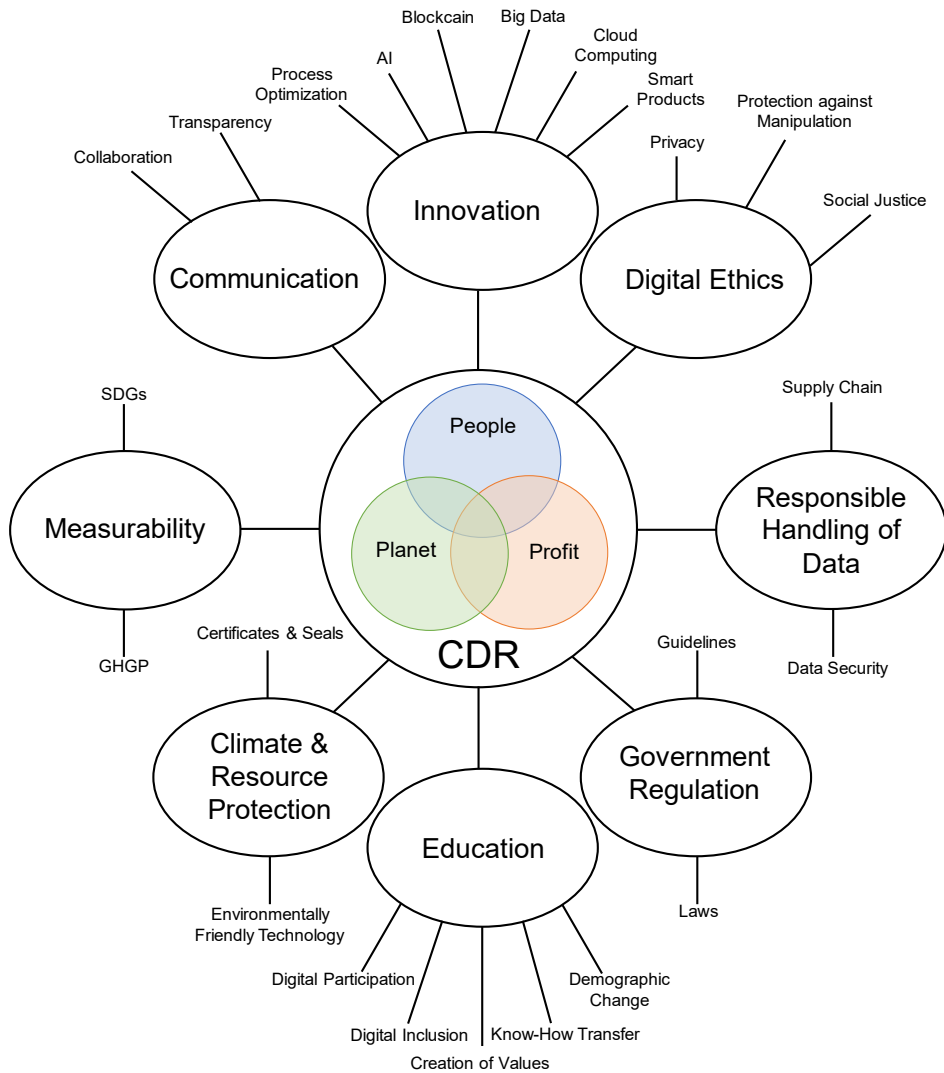 Blockcain
Big Data
Cloud
Computing
AI
Process
Optimization
Smart
Products
Transparency
Collaboration
Protection against
Manipulation
Privacy
Social Justice
Innovation
Communication
Digital Ethics
SDGs
Supply Chain
People
Measurability
Planet
Profit
Responsible
Handling of
Data
CDR
GHGP
Certificates & Seals
Guidelines
Data Security
Climate &
Resource
Protection
Government
Regulation
Education
Environmentally
Friendly Technology
Laws
Digital Participation
Demographic
Change
Digital Inclusion
Know-How Transfer
Creation of Values